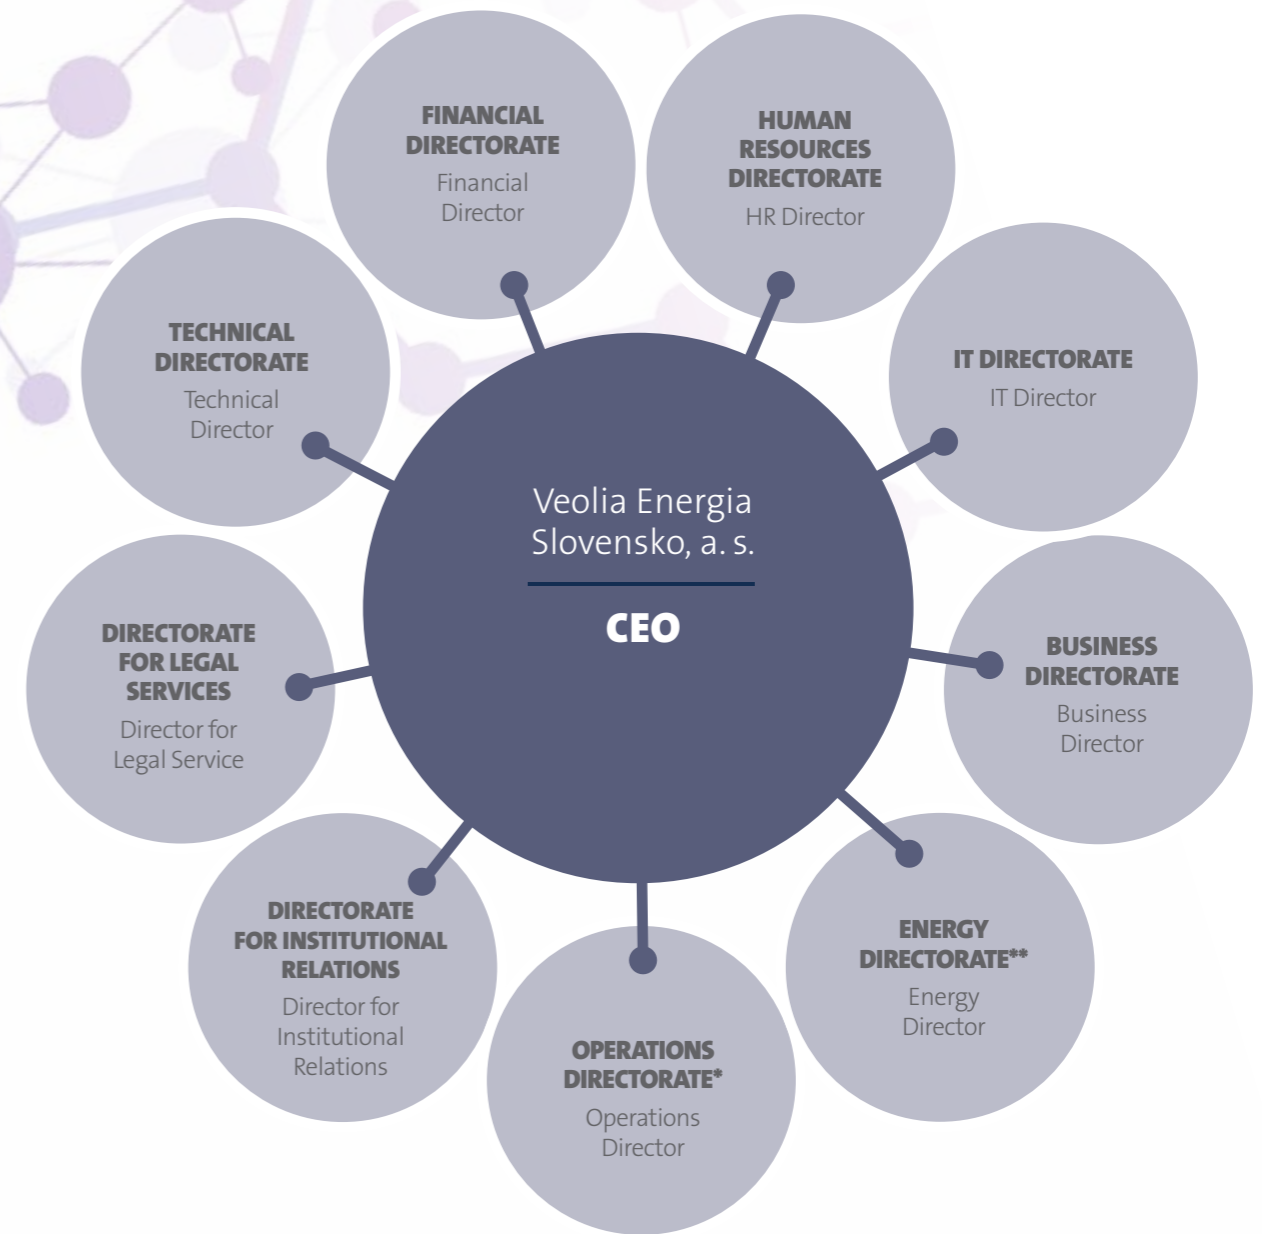 FINANCIAL
DIRECTORATE
Financial
Director
HUMAN
RESOURCES
DIRECTORATE
HR Director
TECHNICAL
DIRECTORATE
Technical
Director
IT DIRECTORATE
IT Director
Veolia Energia
Slovensko, a. s.
CEO
DIRECTORATE
FOR LEGAL
SERVICES
Director for
Legal Service
BUSINESS
DIRECTORATE
Business
Director
DIRECTORATE
FOR INSTITUTIONAL
RELATIONS
Director for
Institutional
Relations
ENERGY
DIRECTORATE**
Energy
Director
OPERATIONS
DIRECTORATE*
Operations
Director